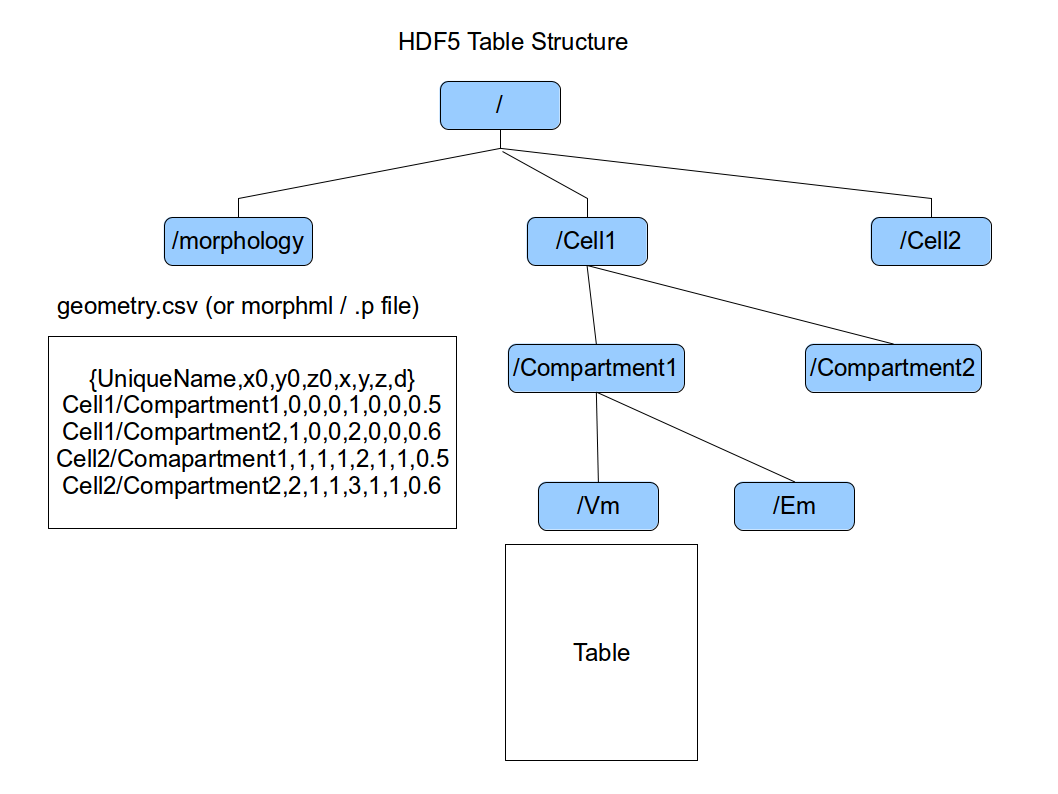 HDF5 Table Structure
/
/morphology
/Cell1
/Cell2
geometry.csv (or morphml / .p file)
{UniqueName,x0,y0,z0,x,y,z,d}
Cell1/Compartment1,0,0,0,1,0,0,0.5
Cell1/Compartment2,1,0,0,2,0,0,0.6
Cell2/Comapartment1,1,1,1,2,1,1,0.5
Cell2/Compartment2,2,1,1,3,1,1,0.6
/Compartment1
/Compartment2
/Vm
/Em
Table